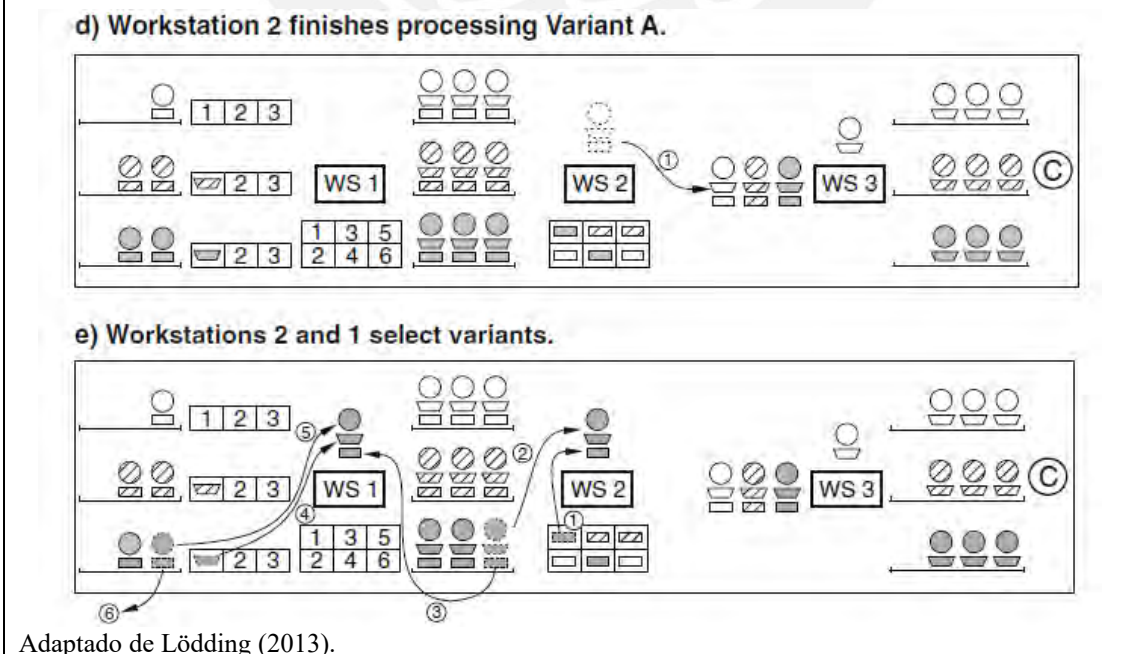 d) Workstation 2 finishes processing Variant A.
1 2 3
①
2 3 WS 1 WS 2 WS 3 C
2 3 1 3 5
2 4 6
e) Workstations 2 and 1 select variants.
1 2 3 ⑤
②
2 3 WS 1 WS 2 WS 3 C
④ ①
1 3 5
2 3 2 4 6
⑥ ③
Adaptado de Lödding (2013).